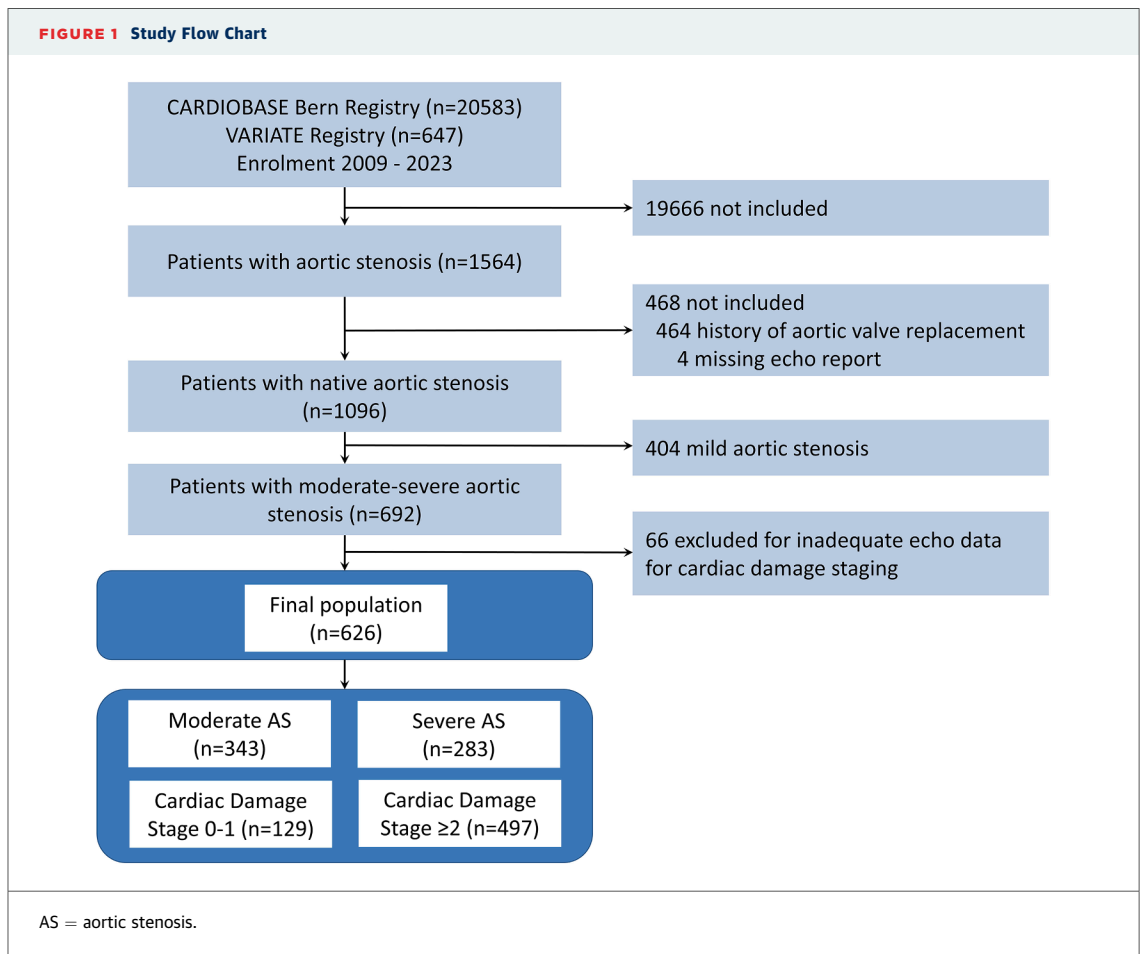 FIGURE 1 Study Flow Chart
CARDIOBASE Bern Registry (n=20583)
VARIATE Registry (n=647)
Enrolment 2009 - 2023
19666 not included
Patients with aortic stenosis (n=1564)
468 not included
464 history of aortic valve replacement
4 missing echo report
Patients with native aortic stenosis
(n=1096)
404 mild aortic stenosis
Patients with moderate-severe aortic
stenosis (n=692)
66 excluded for inadequate echo data
for cardiac damage staging
Final population
(n=626)
Moderate AS
(n=343)
Severe AS
(n=283)
Cardiac Damage
Stage 0-1 (n=129)
Cardiac Damage
Stage ≥2 (n=497)
AS = aortic stenosis.